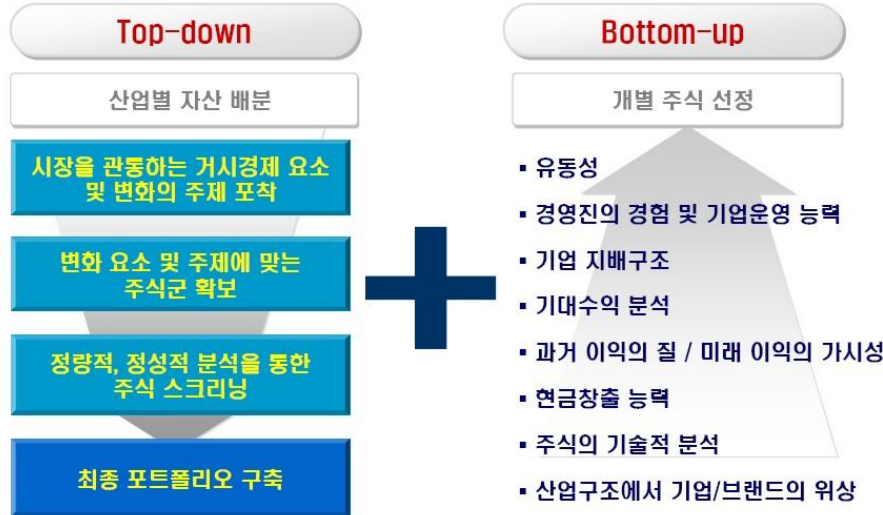 Top-down
산업별 자산 배분
시장을 관통하는 거시경제 요소
및 변화의 주제 포착
변화 요소 및 주제에 맞는
주식군 확보
정량적, 정성적 분석을 통한
주식 스크리닝
최종 포트폴리오 구축
Bottom-up
개별 주식 선정
▪ 유동성
▪ 경영진의 경험 및 기업운영 능력
▪ 기업 지배구조
▪ 기대수익 분석
▪ 과거 이익의 질 / 미래 이익의 가시성
▪ 현금창출 능력
▪ 주식의 기술적 분석
▪ 산업구조에서 기업/브랜드의 위상